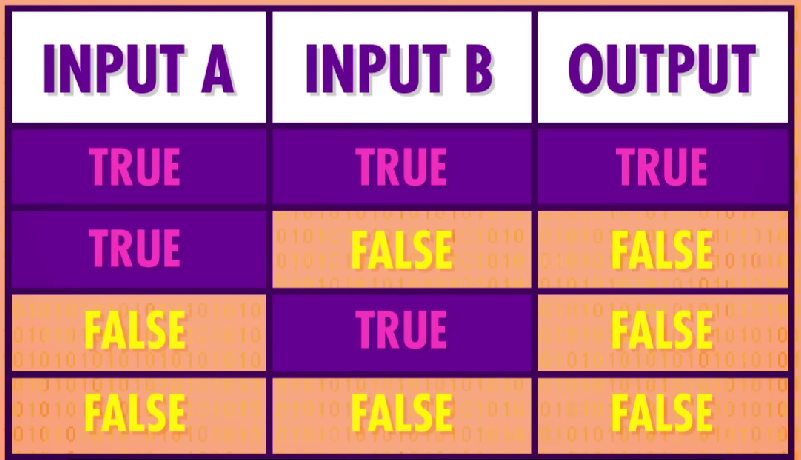 INPUT A INPUT B OUTPUT
TRUE TRUE TRUE
TRUE FALSE FALSE
FALSE TRUE FALSE
FALSE FALSE FALSE